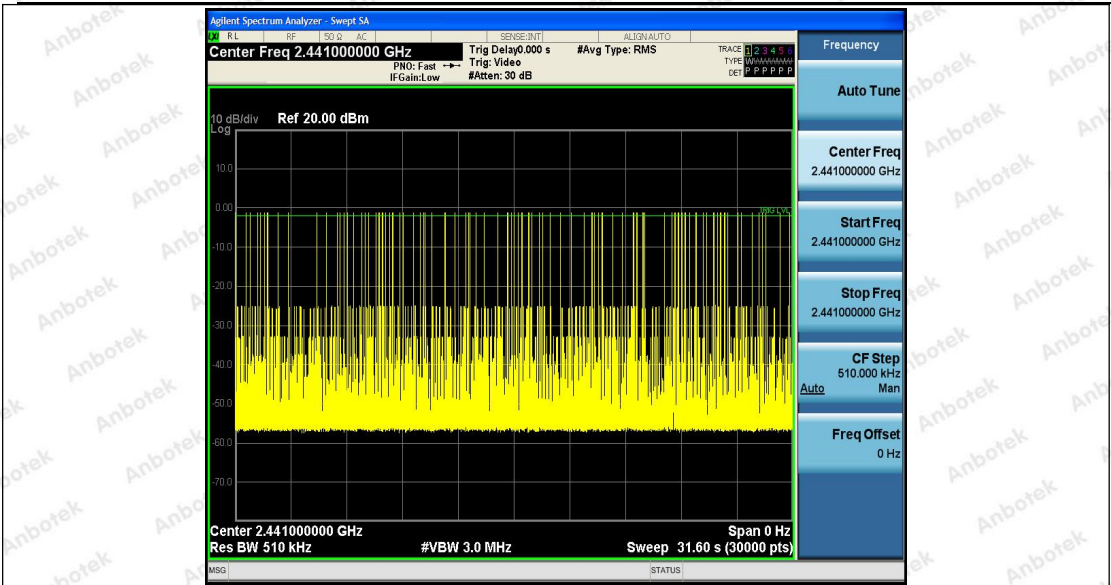 Agilent Spectrum Analyzer - Swept SA
RL RF 50 Ω AC SENSE:INT ALIGNAUTO
Center Freq 2.441000000 GHz
PNO: Fast
IFGain:Low
Trig Delay0.000 s
Trig: Video
#Atten: 30 dB
#Avg Type: RMS
TRACE 1 2 3 4 5 6
TYPE
DET P P P P P P
10 dB/div Ref 20.00 dBm
Log
10.0
0.00
TRIG LVL
-10.0
-20.0
-30.0
-40.0
-50.0
-60.0
-70.0
Center 2.441000000 GHz Span 0 Hz
Res BW 510 kHz #VBW 3.0 MHz Sweep 31.60 s (30000 pts)
MSG STATUS
Frequency
Auto Tune
Center Freq
2.441000000 GHz
Start Freq
2.441000000 GHz
Stop Freq
2.441000000 GHz
CF Step
510.000 kHz
Auto Man
Freq Offset
0 Hz
Anbotek